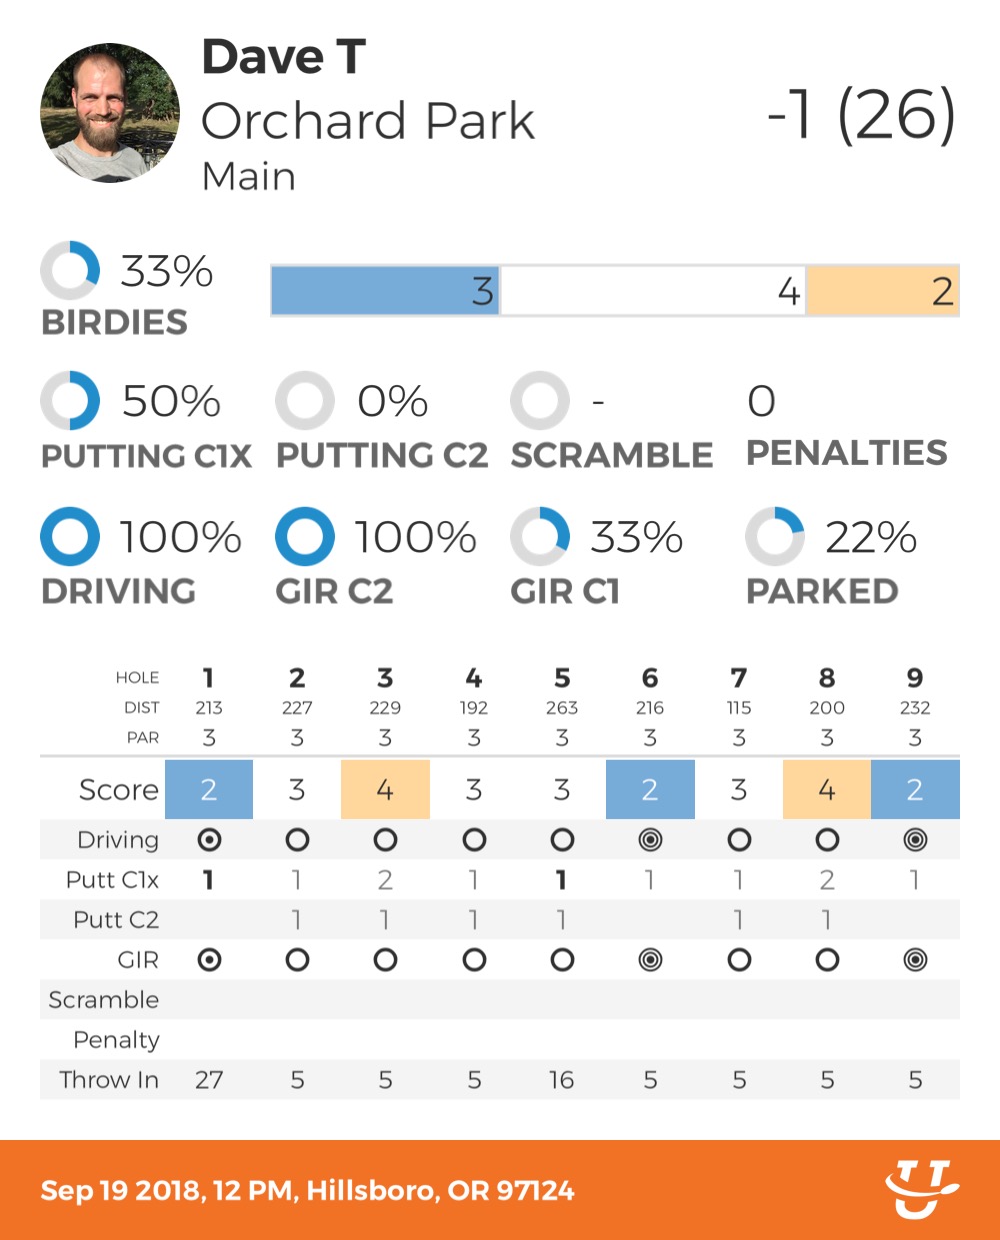 Dave T
Orchard Park
Main
-1 (26)
33%
BIRDIES
3 4 2
50% 0% - 0
PUTTING C1X PUTTING C2 SCRAMBLE PENALTIES
100% 100% 33% 22%
DRIVING GIR C2 GIR C1 PARKED
HOLE 1 2 3 4 5 6 7 8 9
DIST 213 227 229 192 263 216 115 200 232
PAR 3 3 3 3 3 3 3 3 3
Score 2 3 4 3 3 2 3 4 2
Driving
Putt C1x 1 1 2 1 1 1 1 2 1
Putt C2 1 1 1 1 1 1
GIR
Scramble
Penalty
Throw In 27 5 5 5 16 5 5 5 5
Sep 19 2018, 12 PM, Hillsboro, OR 97124